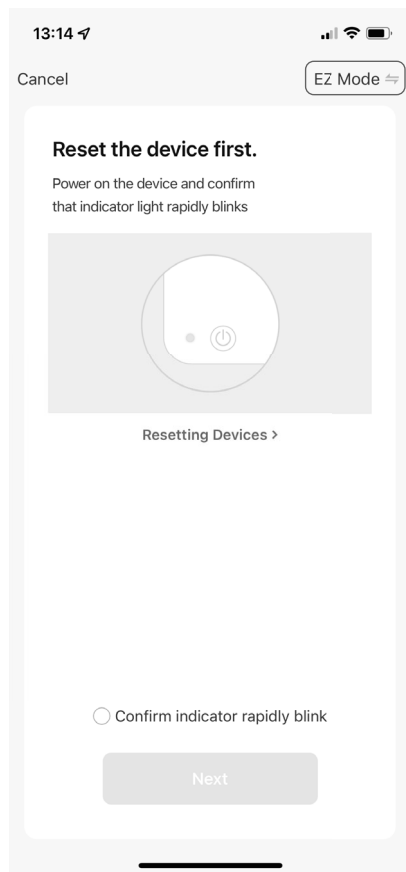 13:14
Cancel
EZ Mode ⇋
Reset the device first.
Power on the device and confirm
that indicator light rapidly blinks
Resetting Devices >
Confirm indicator rapidly blink
Next